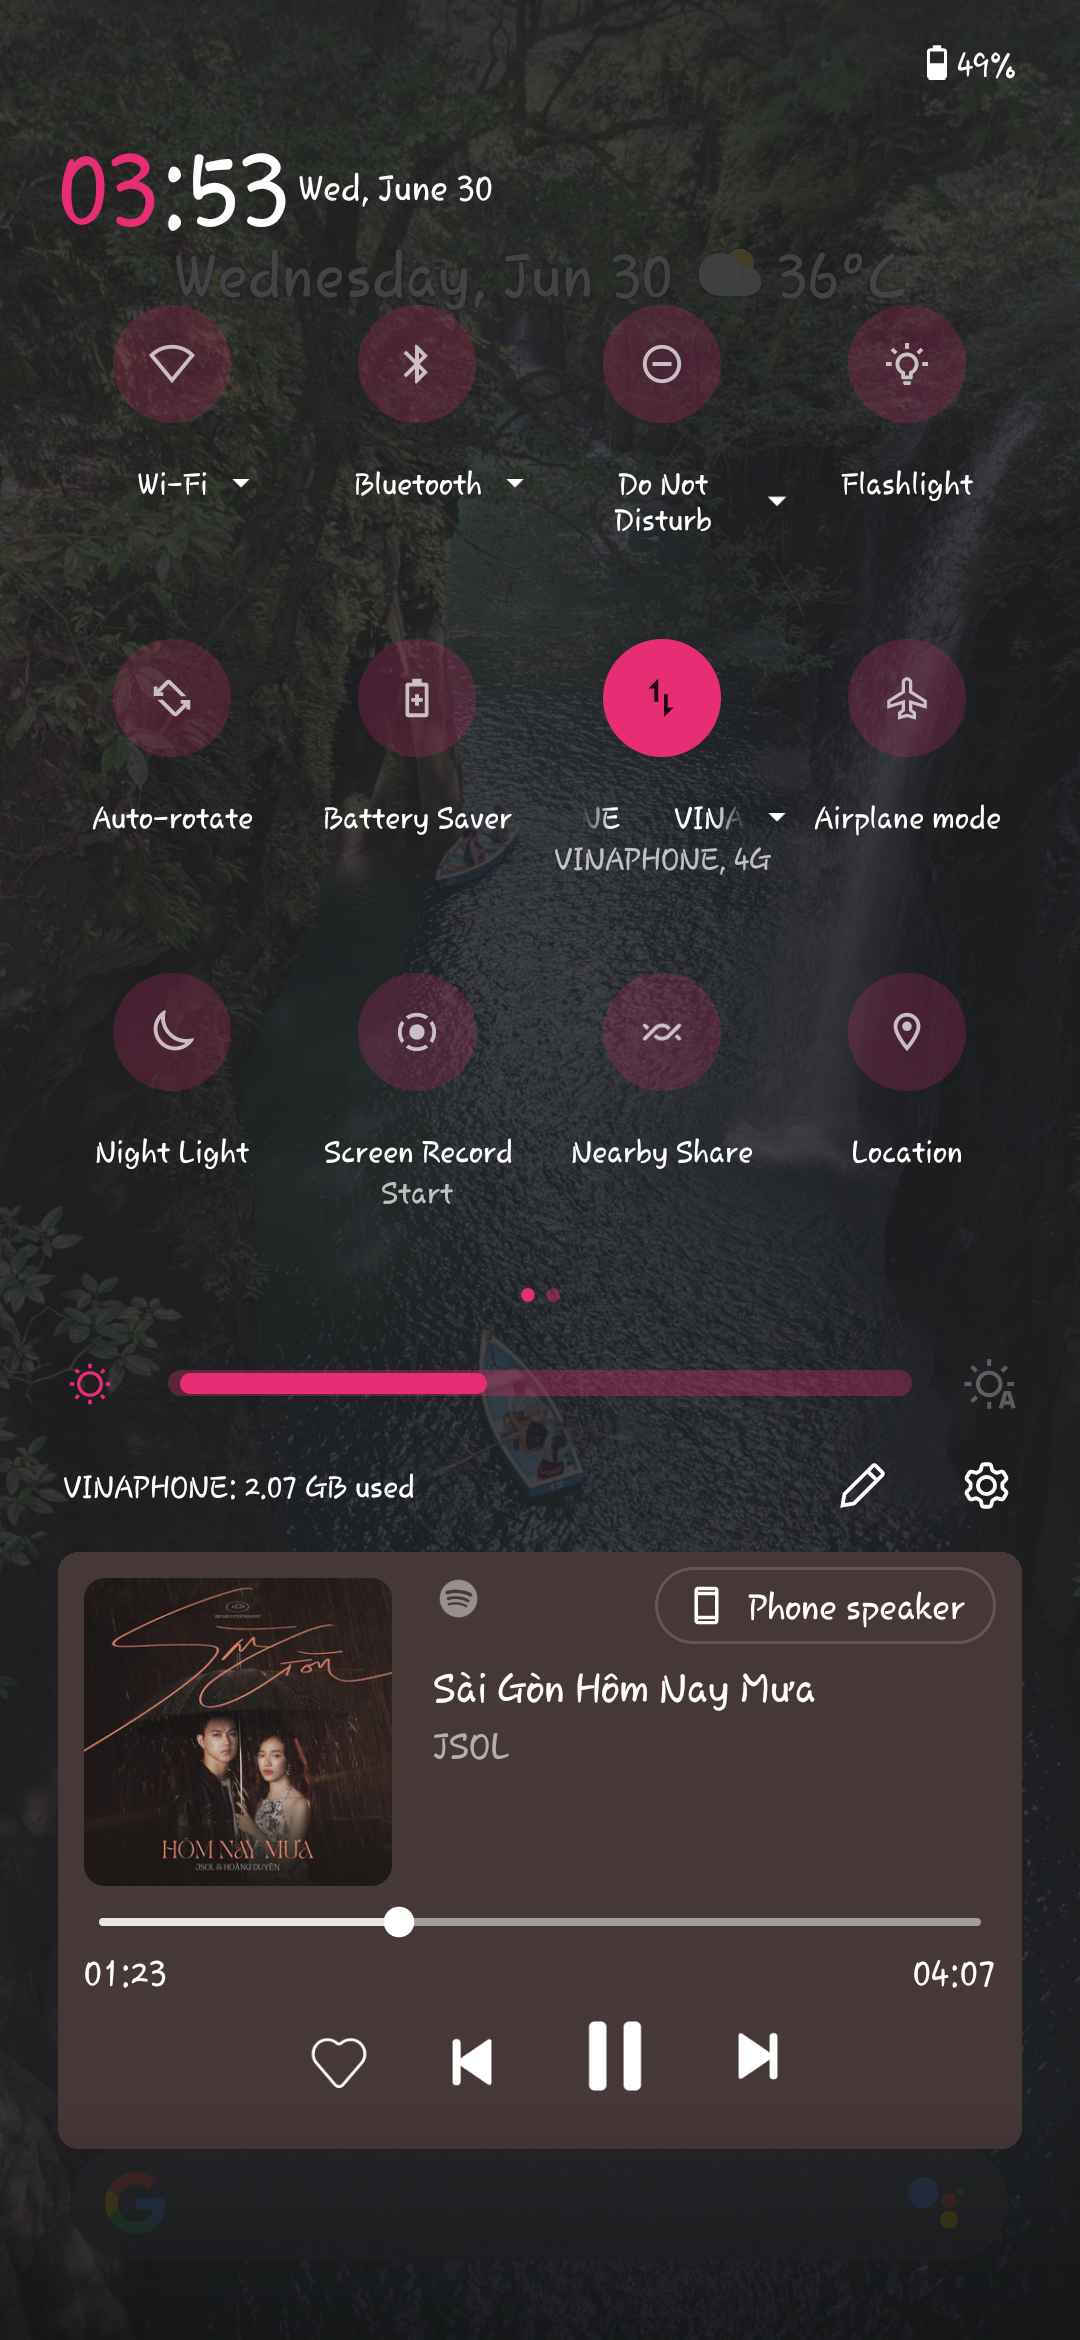 49%
03:53 Wed, June 30
Wednesday, Jun 30 36°C
Wi-Fi
Bluetooth
Do Not
Disturb
Flashlight
Auto-rotate
Battery Saver
NE VINA
VINAPHONE, 4G
Airplane mode
Night Light
Screen Record
Start
Nearby Share
Location
A
VINAPHONE: 2.07 GB used
Phone speaker
Sài Gòn
HÔM NAY MƯA
JSOL & HOÀNG DUYÊN
Sài Gòn Hôm Nay Mưa
JSOL
01:23
04:07